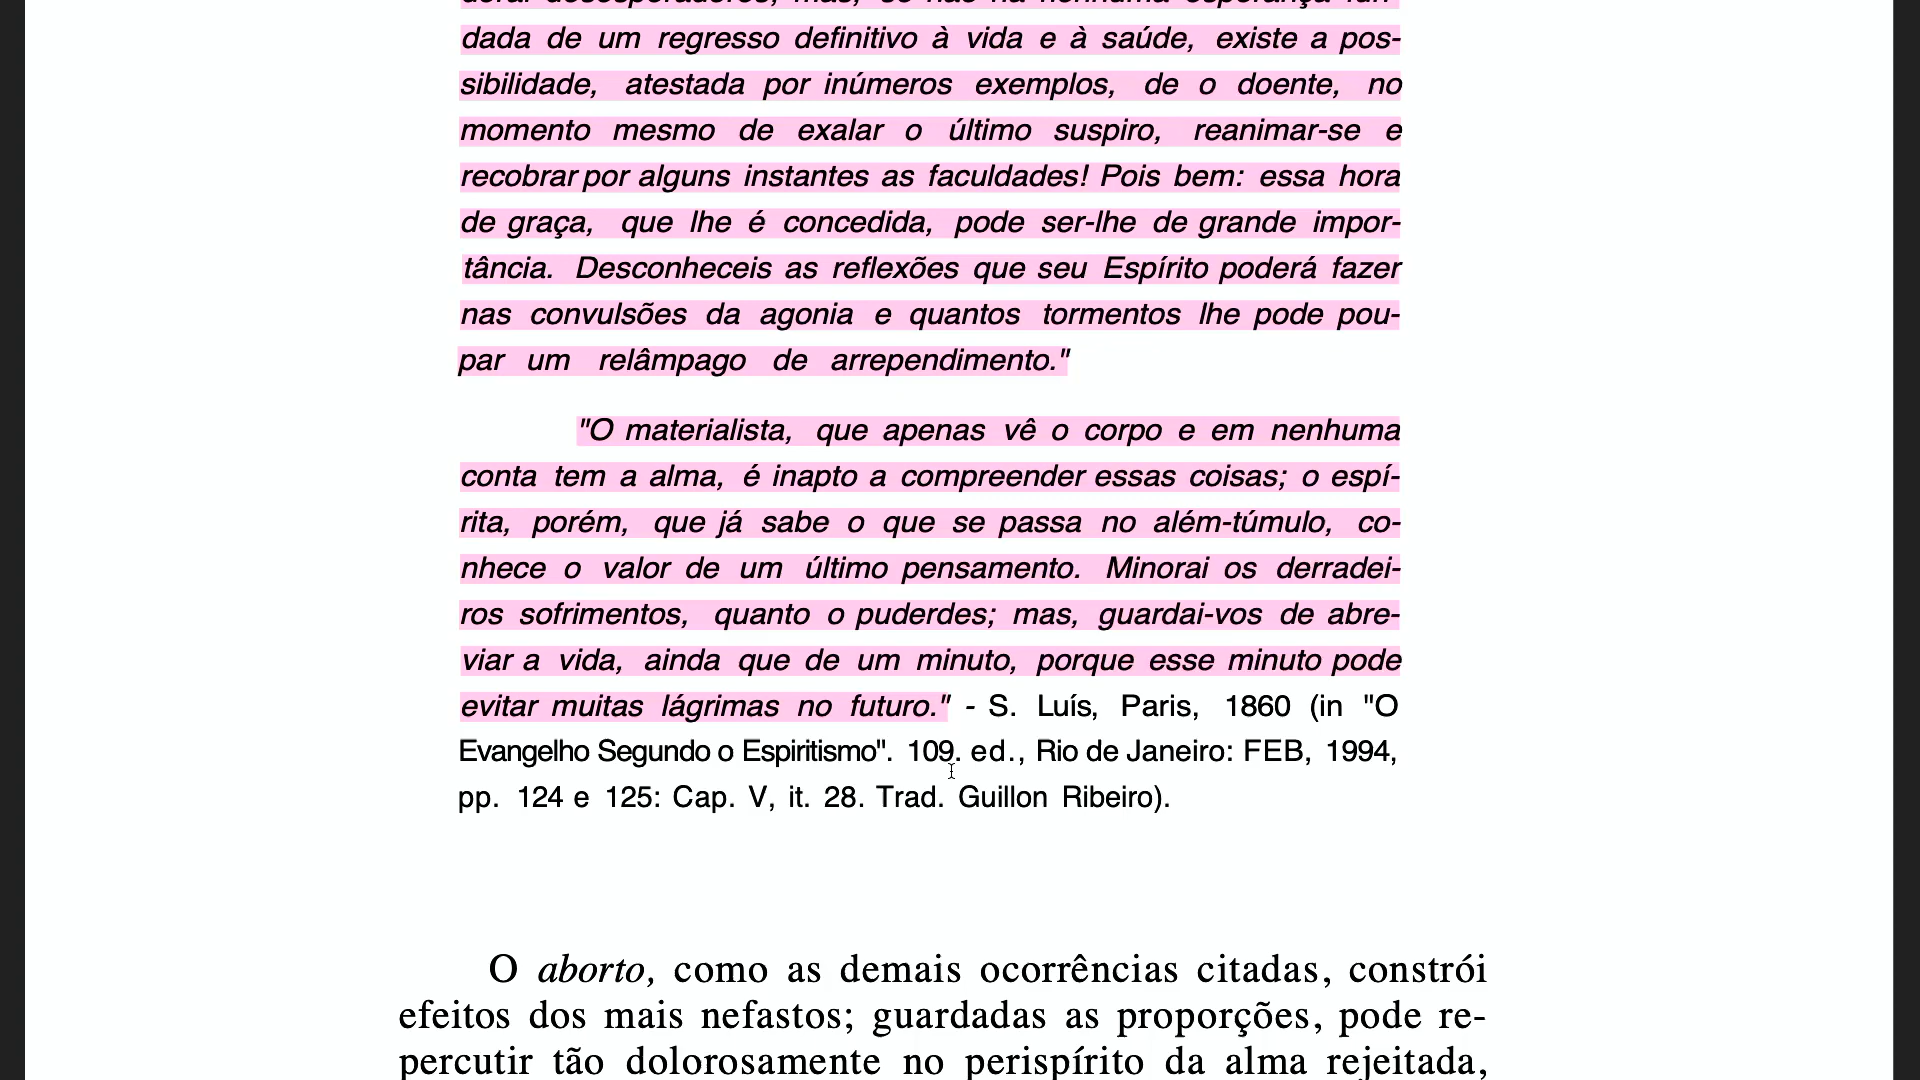 deral desesperadores; mas, se não há nenhuma esperança fun-
dada de um regresso definitivo à vida e à saúde, existe a pos-
sibilidade, atestada por inúmeros exemplos, de o doente, no
momento mesmo de exalar o último suspiro, reanimar-se e
recobrar por alguns instantes as faculdades! Pois bem: essa hora
de graça, que lhe é concedida, pode ser-lhe de grande impor-
tância. Desconheceis as reflexões que seu Espírito poderá fazer
nas convulsões da agonia e quantos tormentos lhe pode pou-
par um relâmpago de arrependimento."
"O materialista, que apenas vê o corpo e em nenhuma
conta tem a alma, é inapto a compreender essas coisas; o espí-
rita, porém, que já sabe o que se passa no além-túmulo, co-
nhece o valor de um último pensamento. Minorai os derradei-
ros sofrimentos, quanto o puderdes; mas, guardai-vos de abre-
viar a vida, ainda que de um minuto, porque esse minuto pode
evitar muitas lágrimas no futuro." - S. Luís, Paris, 1860 (in "O
Evangelho Segundo o Espiritismo". 109. ed., Rio de Janeiro: FEB, 1994,
pp. 124 e 125: Cap. V, it. 28. Trad. Guillon Ribeiro).
O aborto, como as demais ocorrências citadas, constrói
efeitos dos mais nefastos; guardadas as proporções, pode re-
percutir tão dolorosamente no perispírito da alma rejeitada,